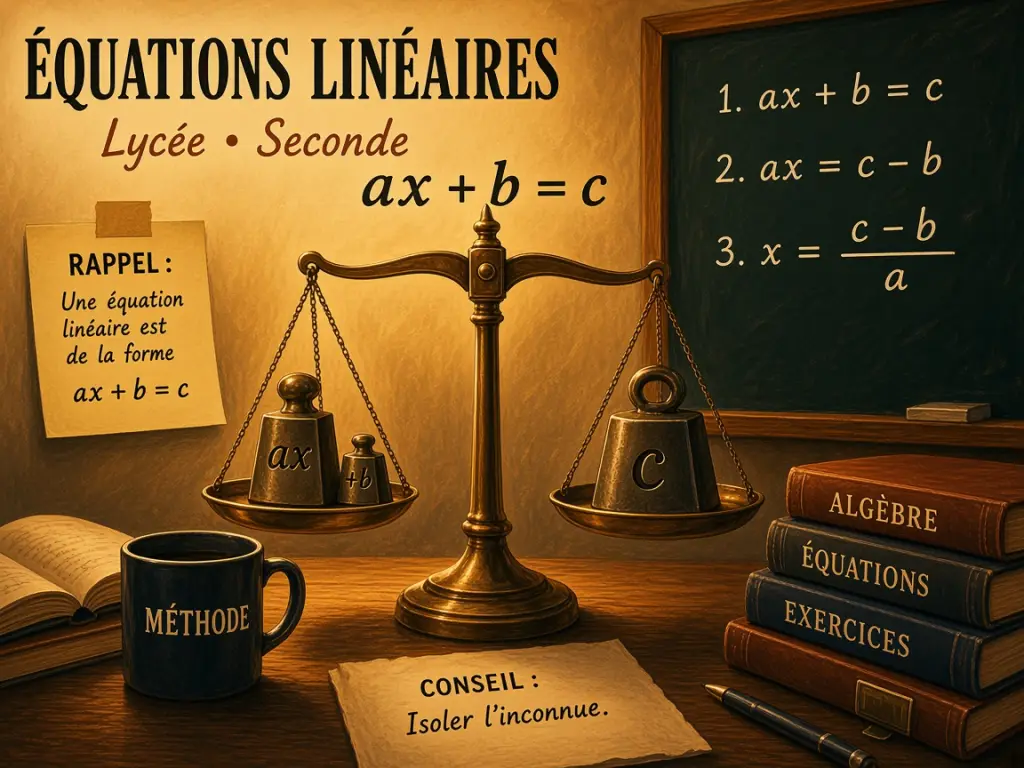 ÉQUATIONS LINÉAIRES
Lycée • Seconde
ax + b = c
RAPPEL :
Une équation
linéaire est
de la forme
ax + b = c
1. ax + b = c
2. ax = c − b
3. x = (c − b) / a
ax
+b
C
MÉTHODE
ALGÈBRE
ÉQUATIONS
EXERCICES
CONSEIL :
Isoler l'inconnue.